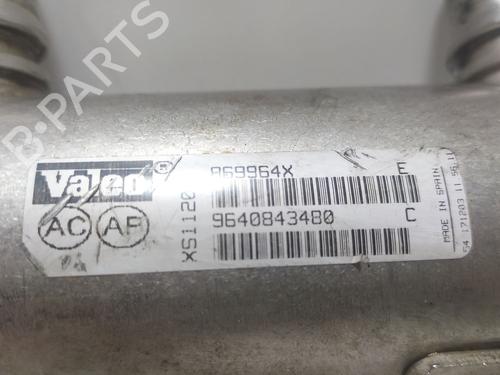 B-PARTS
Valeo®
AC AF
XS1120
869964X E
9640843480 C
MADE IN SPAIN